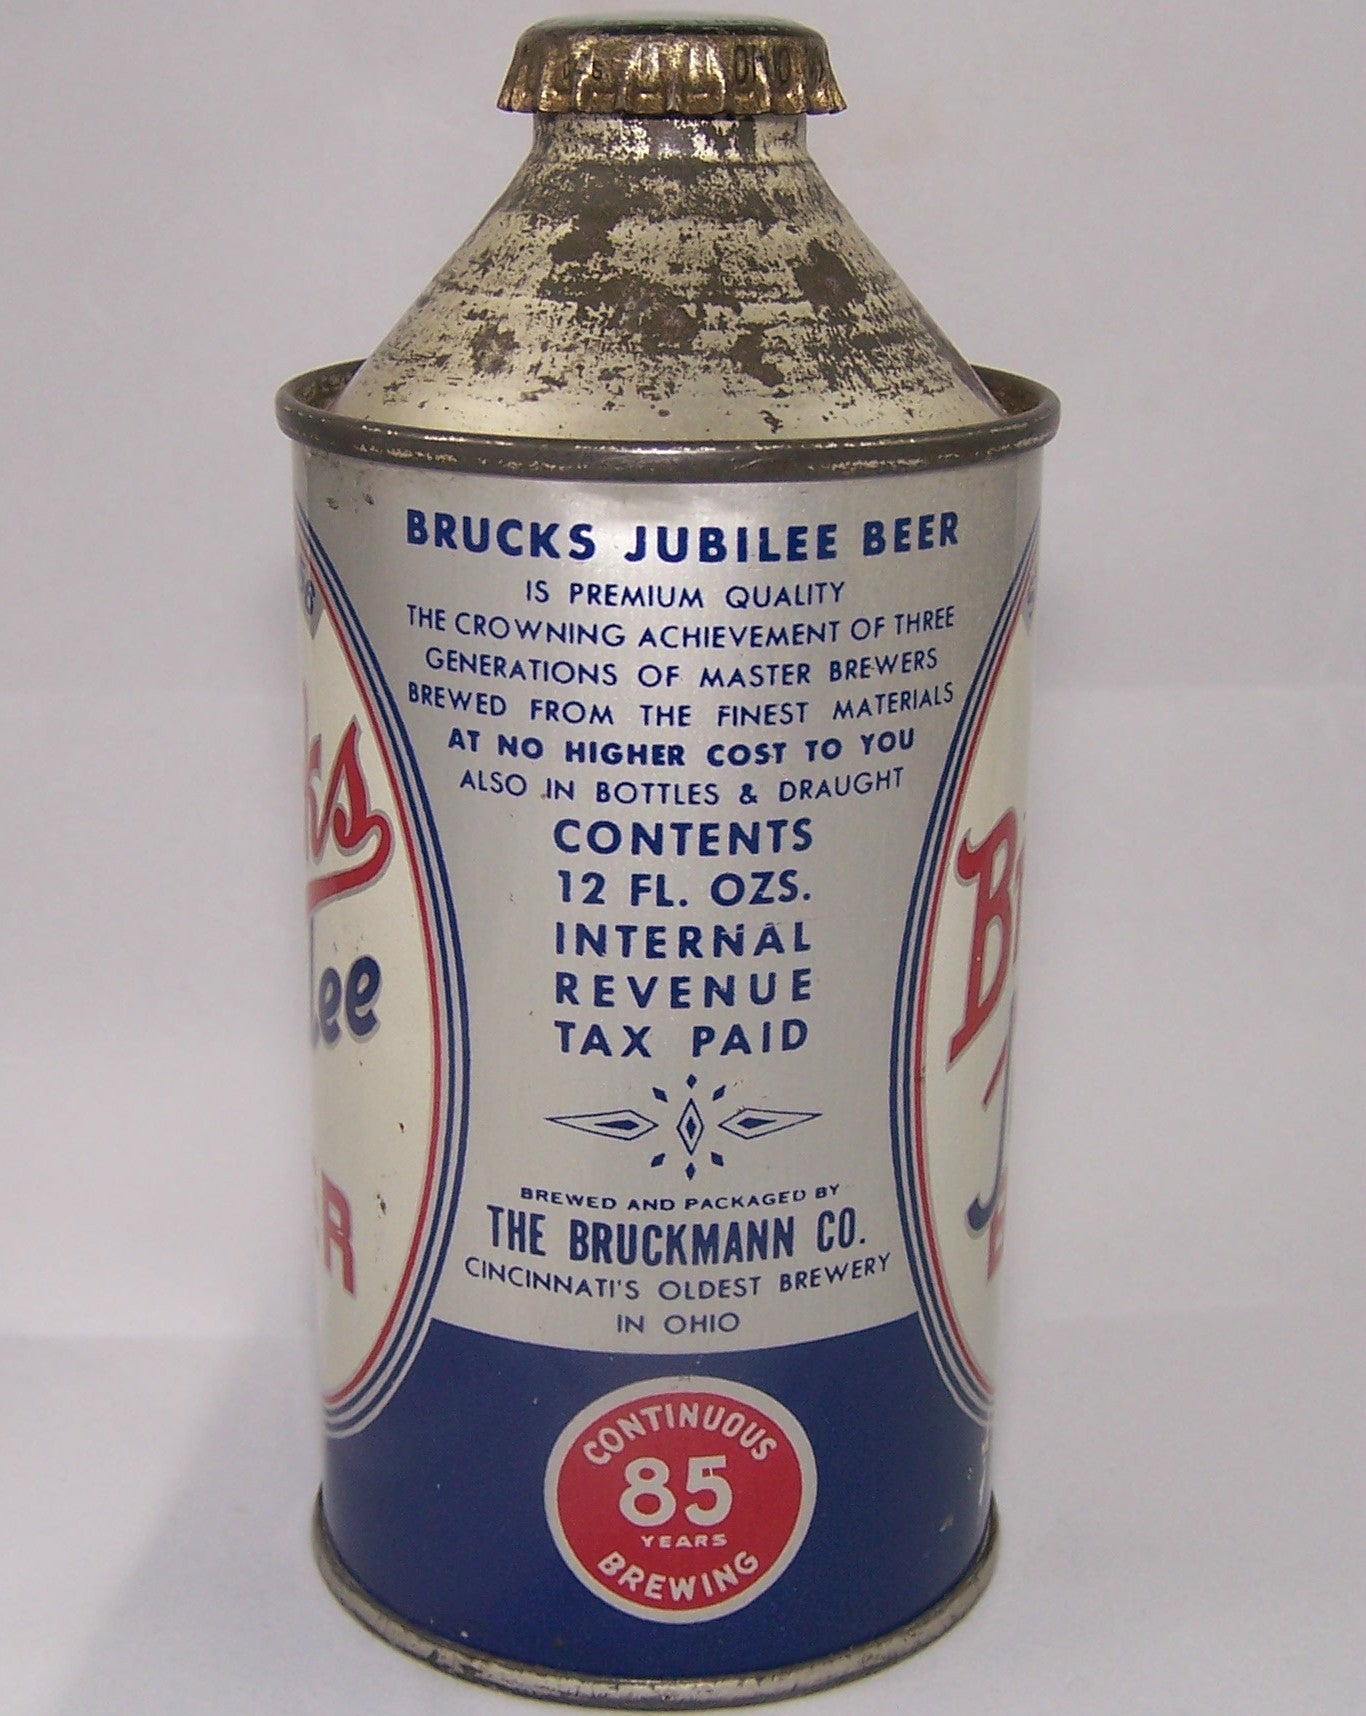 OHIO
BRUCKS JUBILEE BEER
IS PREMIUM QUALITY
THE CROWNING ACHIEVEMENT OF THREE
GENERATIONS OF MASTER BREWERS
BREWED FROM THE FINEST MATERIALS
AT NO HIGHER COST TO YOU
ALSO IN BOTTLES & DRAUGHT
CONTENTS
12 FL. OZS.
INTERNAL
REVENUE
TAX PAID
BREWED AND PACKAGED BY
THE BRUCKMANN CO.
CINCINNATI'S OLDEST BREWERY
IN OHIO
CONTINUOUS
85
YEARS
BREWING